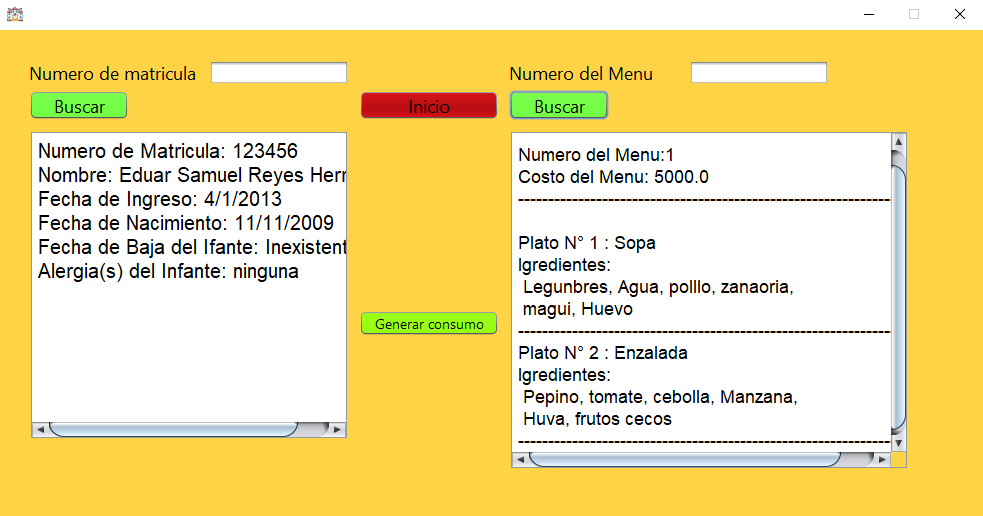 Numero de matricula
Buscar
Inicio
Numero del Menu
Buscar
Numero de Matricula: 123456
Nombre: Eduar Samuel Reyes Herr
Fecha de Ingreso: 4/1/2013
Fecha de Nacimiento: 11/11/2009
Fecha de Baja del Ifante: Inexistent
Alergia(s) del Infante: ninguna
Generar consumo
Numero del Menu:1
Costo del Menu: 5000.0
Plato N° 1 : Sopa
Igredientes:
Legunbres, Agua, polllo, zanaoria,
magui, Huevo
Plato N° 2 : Enzalada
Igredientes:
Pepino, tomate, cebolla, Manzana,
Huva, frutos cecos